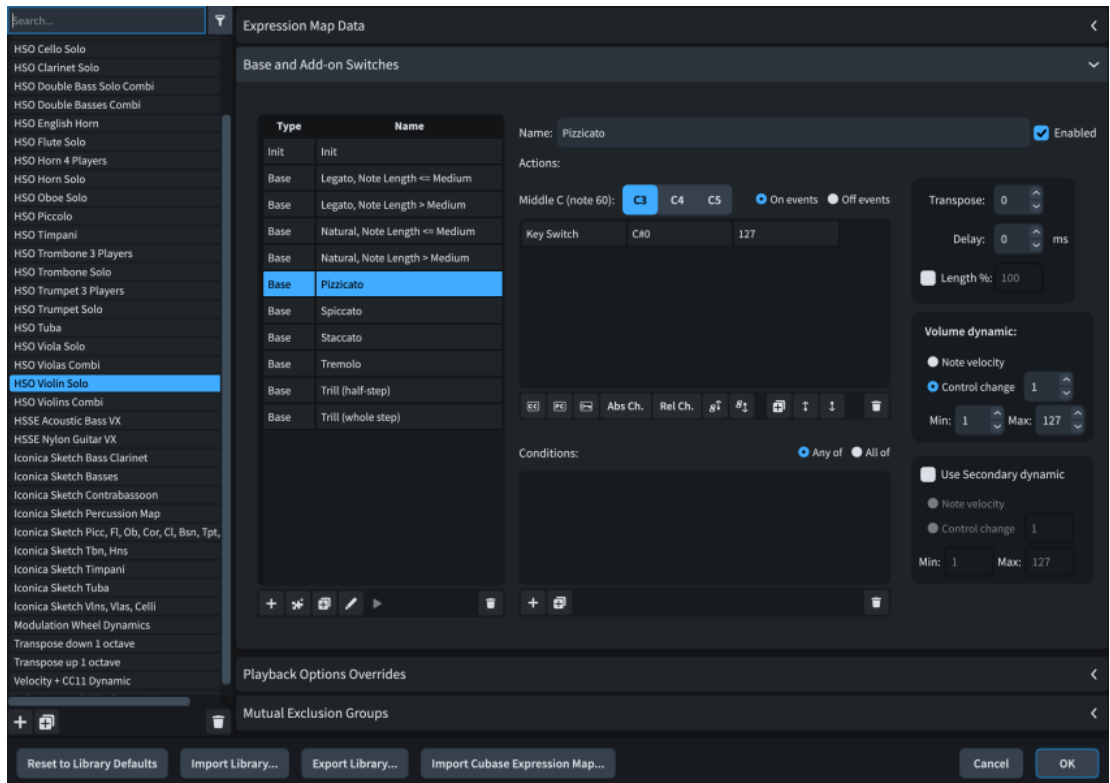 Search...
HSO Cello Solo
HSO Clarinet Solo
HSO Double Bass Solo Combi
HSO Double Basses Combi
HSO English Horn
HSO Flute Solo
HSO Horn 4 Players
HSO Horn Solo
HSO Oboe Solo
HSO Piccolo
HSO Timpani
HSO Trombone 3 Players
HSO Trombone Solo
HSO Trumpet 3 Players
HSO Trumpet Solo
HSO Tuba
HSO Viola Solo
HSO Violas Combi
HSO Violin Solo
HSO Violins Combi
HSSE Acoustic Bass VX
HSSE Nylon Guitar VX
Iconica Sketch Bass Clarinet
Iconica Sketch Basses
Iconica Sketch Contrabassoon
Iconica Sketch Percussion Map
Iconica Sketch Picc, Fl, Ob, Cor, Cl, Bsn, Tpt,
Iconica Sketch Tbn, Hns
Iconica Sketch Timpani
Iconica Sketch Tuba
Iconica Sketch Vlns, Vlas, Celli
Modulation Wheel Dynamics
Transpose down 1 octave
Transpose up 1 octave
Velocity + CC11 Dynamic
Expression Map Data
Base and Add-on Switches
Type Name
Init Init
Base Legato, Note Length <= Medium
Base Legato, Note Length > Medium
Base Natural, Note Length <= Medium
Base Natural, Note Length > Medium
Base Pizzicato
Base Spiccato
Base Staccato
Base Tremolo
Base Trill (half-step)
Base Trill (whole step)
Name: Pizzicato Enabled
Actions:
Middle C (note 60): C3 C4 C5 On events Off events
Key Switch C#0 127
CC PC Abs Ch. Rel Ch. 8 8
Conditions: Any of All of
Transpose: 0
Delay: 0 ms
Length %: 100
Volume dynamic:
Note velocity
Control change 1
Min: 1 Max: 127
Use Secondary dynamic
Note velocity
Control change 1
Min: 1 Max: 127
Playback Options Overrides
Mutual Exclusion Groups
Reset to Library Defaults Import Library... Export Library... Import Cubase Expression Map... Cancel OK